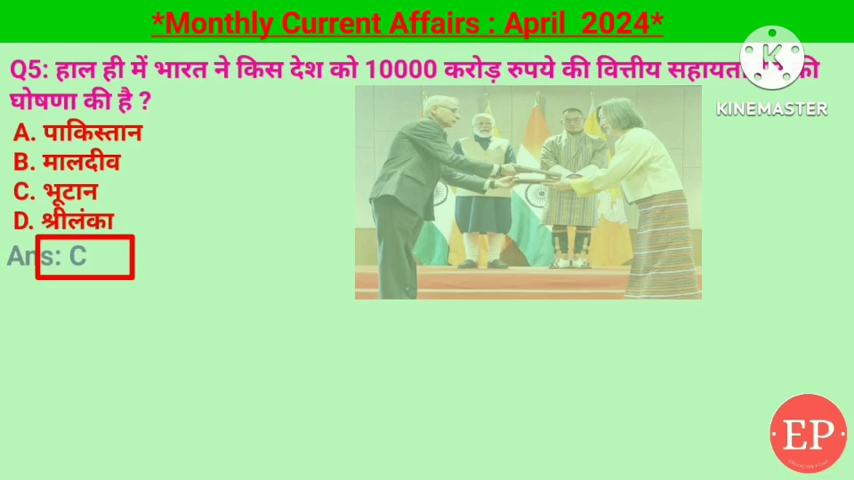 *Monthly Current Affairs : April 2024*
Q5: हाल ही में भारत ने किस देश को 10000 करोड़ रुपये की वित्तीय सहायता की
घोषणा की है ?
A. पाकिस्तान
B. मालदीव
C. भूटान
D. श्रीलंका
Ans: C
K
KINEMASTER
EP